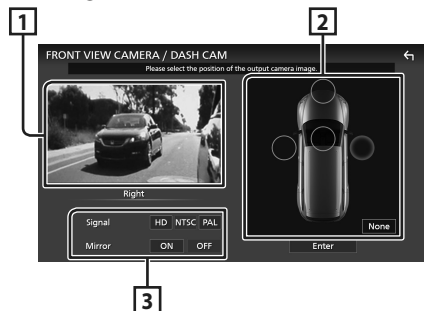 1
2
FRONT VIEW CAMERA / DASH CAM
Please select the position of the output camera image.
Right
Signal HD NTSC PAL
Mirror ON OFF
None
Enter
3